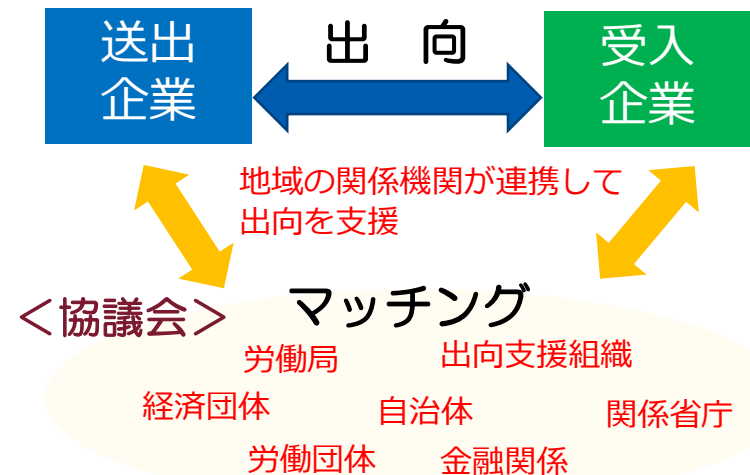 送出
企業
出 向
受入
企業
地域の関係機関が連携して
出向を支援
＜協議会＞
マッチング
労働局
出向支援組織
経済団体
自治体
関係省庁
労働団体
金融関係